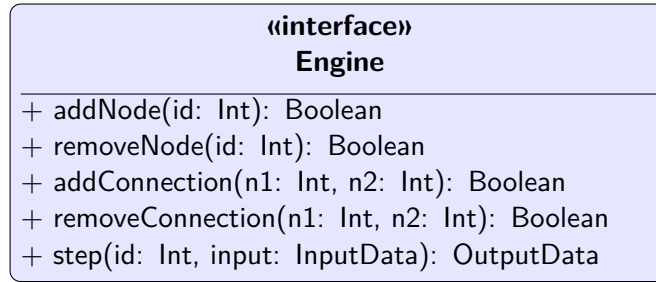 «interface»
Engine
+ addNode(id: Int): Boolean
+ removeNode(id: Int): Boolean
+ addConnection(n1: Int, n2: Int): Boolean
+ removeConnection(n1: Int, n2: Int): Boolean
+ step(id: Int, input: InputData): OutputData